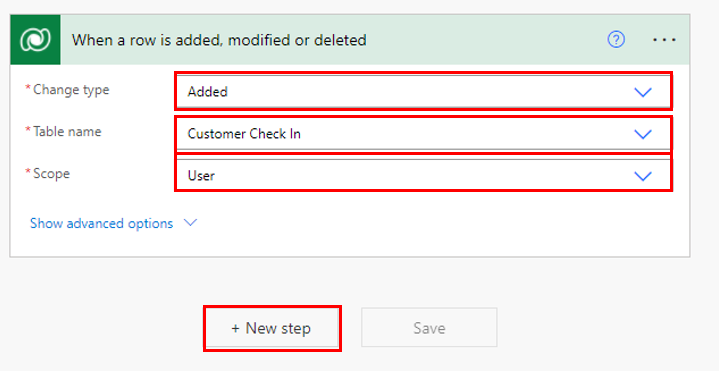 When a row is added, modified or deleted
* Change type
Added
* Table name
Customer Check In
* Scope
User
Show advanced options
+ New step
Save